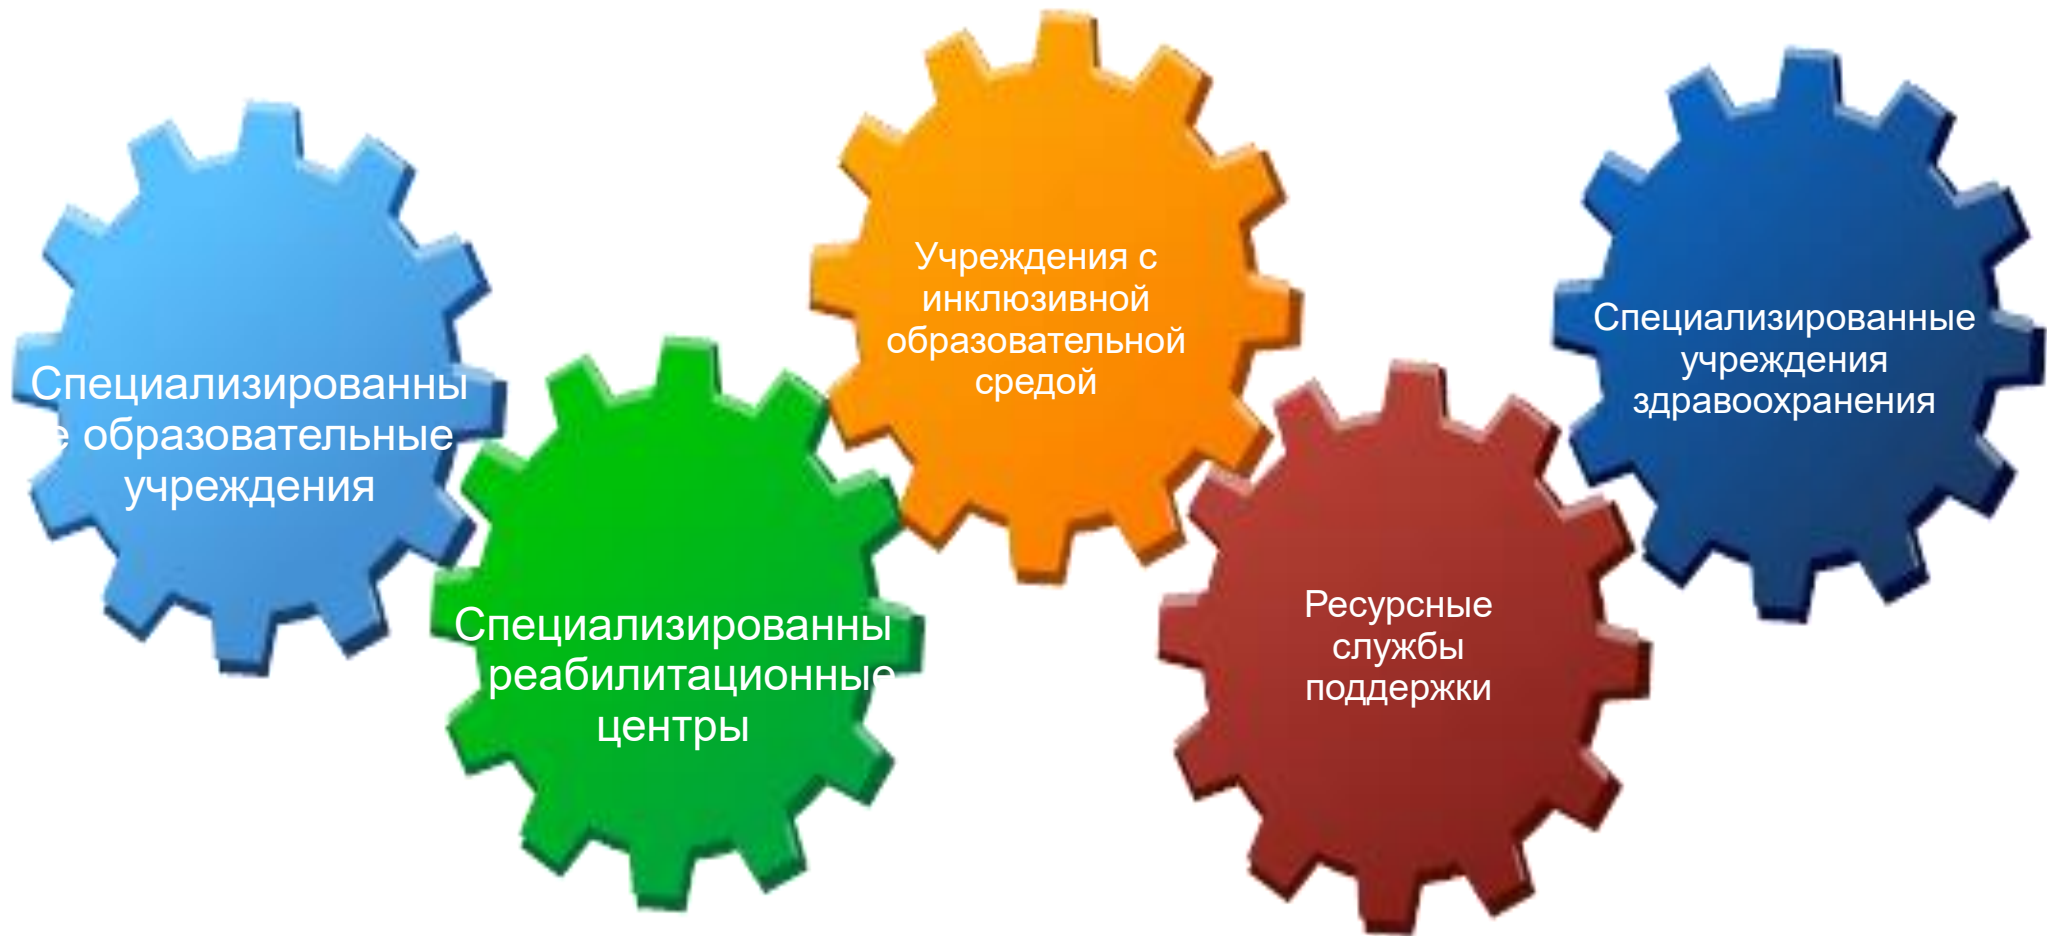 Специализированны
е образовательные
учреждения
Специализированны
реабилитационные
центры
Учреждения с
инклюзивной
образовательной
средой
Ресурсные
службы
поддержки
Специализированные
учреждения
здравоохранения